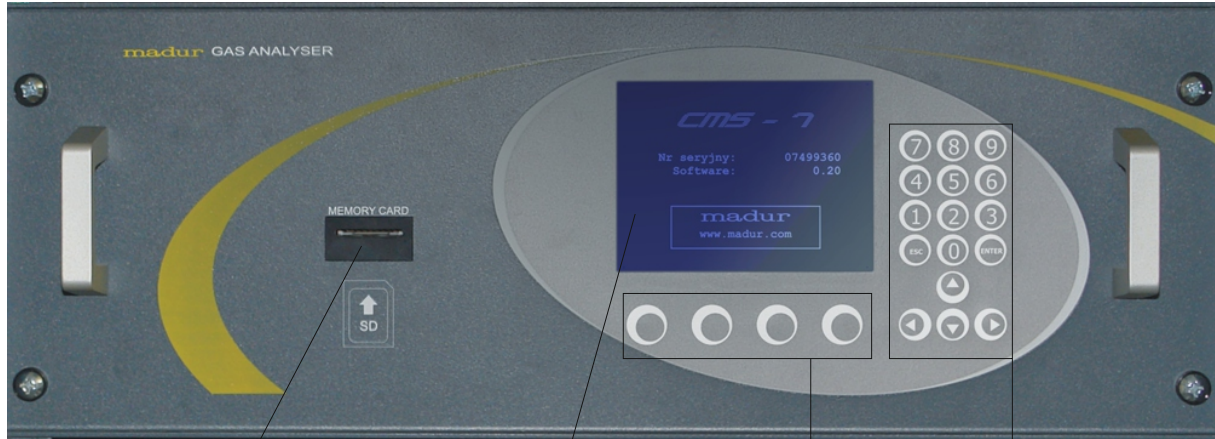 madur GAS ANALYSER
CMS - 7
Nr seryjny: 07499360
Software: 0.20
madur
www.madur.com
MEMORY CARD
SD
7 8 9
4 5 6
1 2 3
ESC 0 ENTER